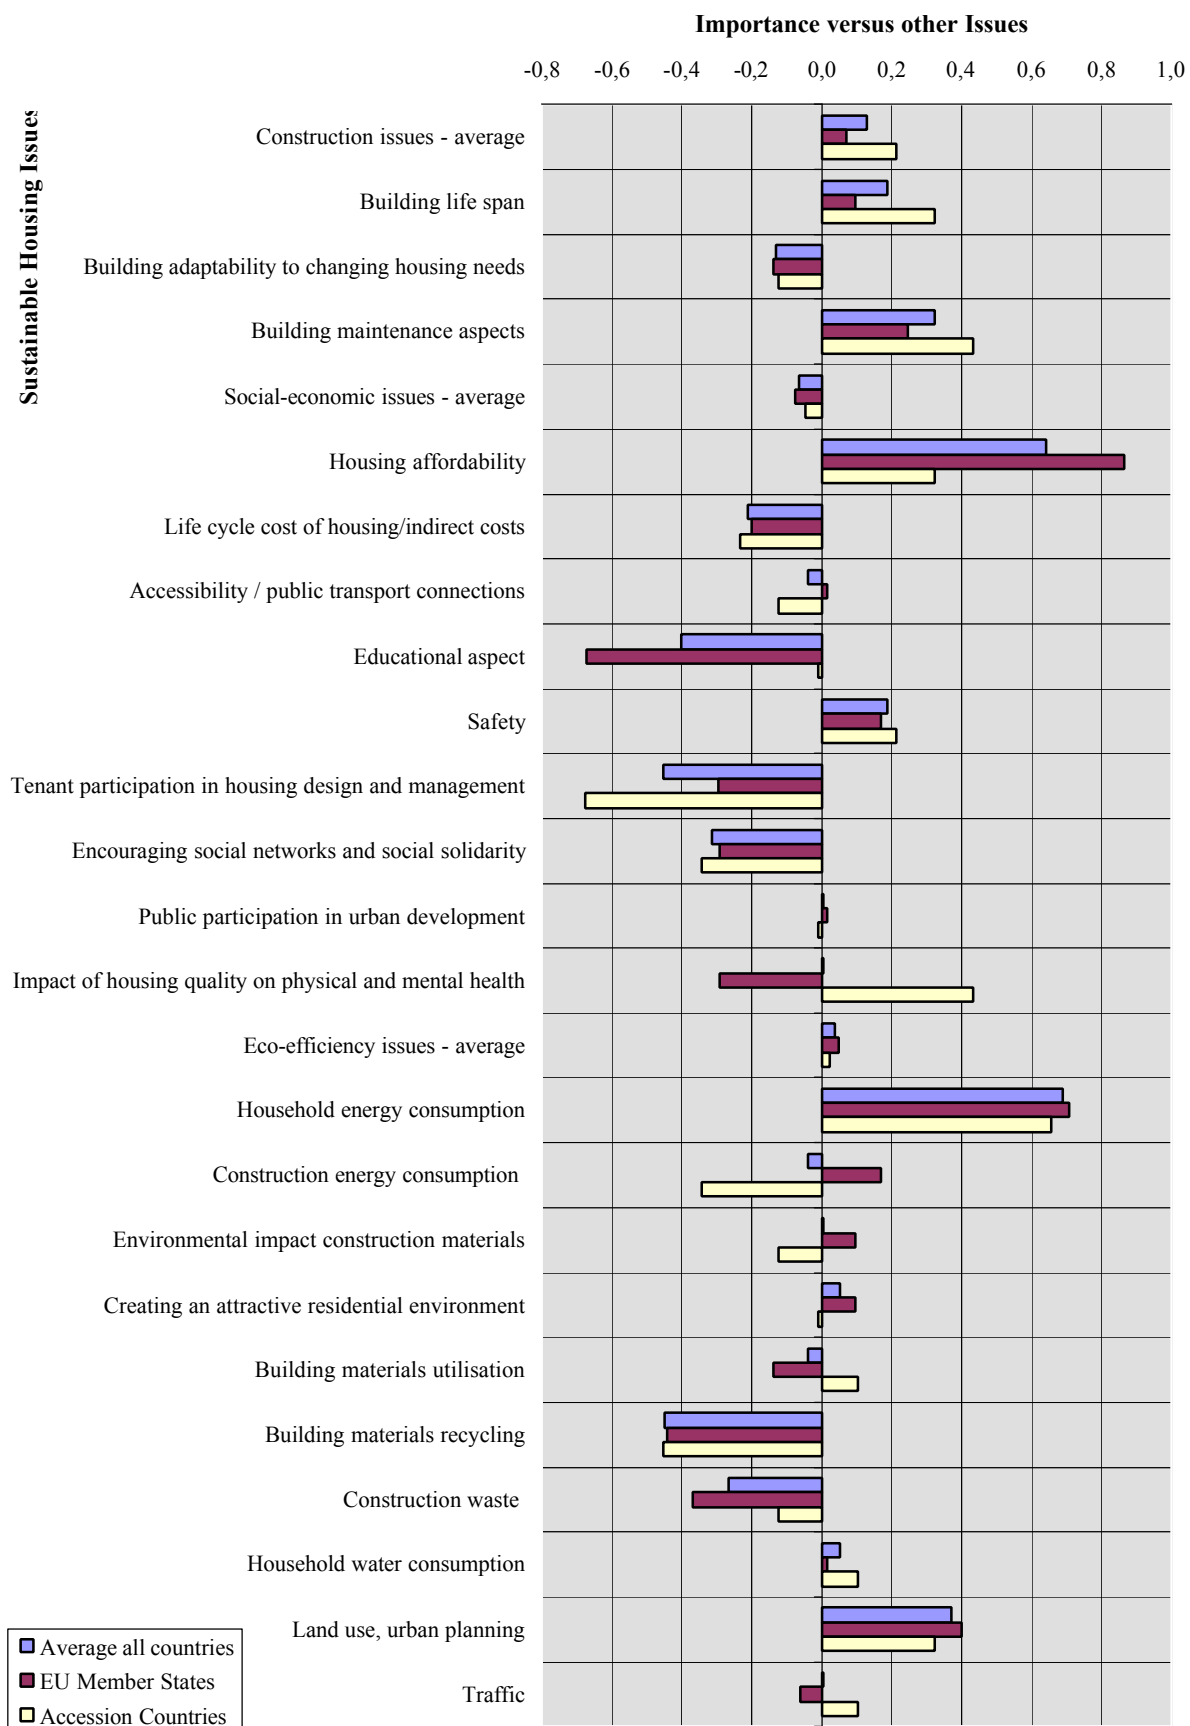 Importance versus other Issues
-0,8 -0,6 -0,4 -0,2 0,0 0,2 0,4 0,6 0,8 1,0
Sustainable Housing Issues
Construction issues - average
Building life span
Building adaptability to changing housing needs
Building maintenance aspects
Social-economic issues - average
Housing affordability
Life cycle cost of housing/indirect costs
Accessibility / public transport connections
Educational aspect
Safety
Tenant participation in housing design and management
Encouraging social networks and social solidarity
Public participation in urban development
Impact of housing quality on physical and mental health
Eco-efficiency issues - average
Household energy consumption
Construction energy consumption
Environmental impact construction materials
Creating an attractive residential environment
Building materials utilisation
Building materials recycling
Construction waste
Household water consumption
Land use, urban planning
Traffic
Average all countries
EU Member States
Accession Countries